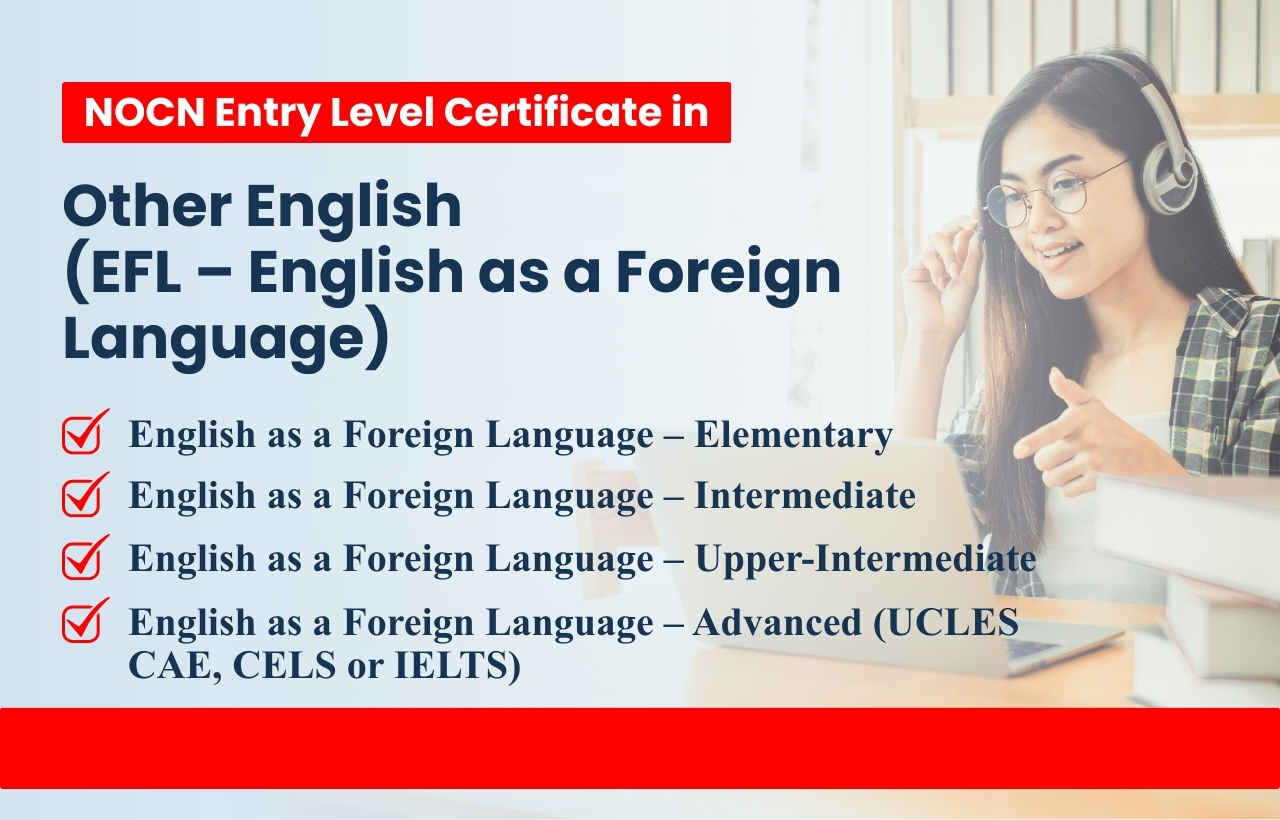 NOCN Entry Level Certificate in
Other English
(EFL – English as a Foreign
Language)
English as a Foreign Language – Elementary
English as a Foreign Language – Intermediate
English as a Foreign Language – Upper-Intermediate
English as a Foreign Language – Advanced (UCLES
CAE, CELS or IELTS)